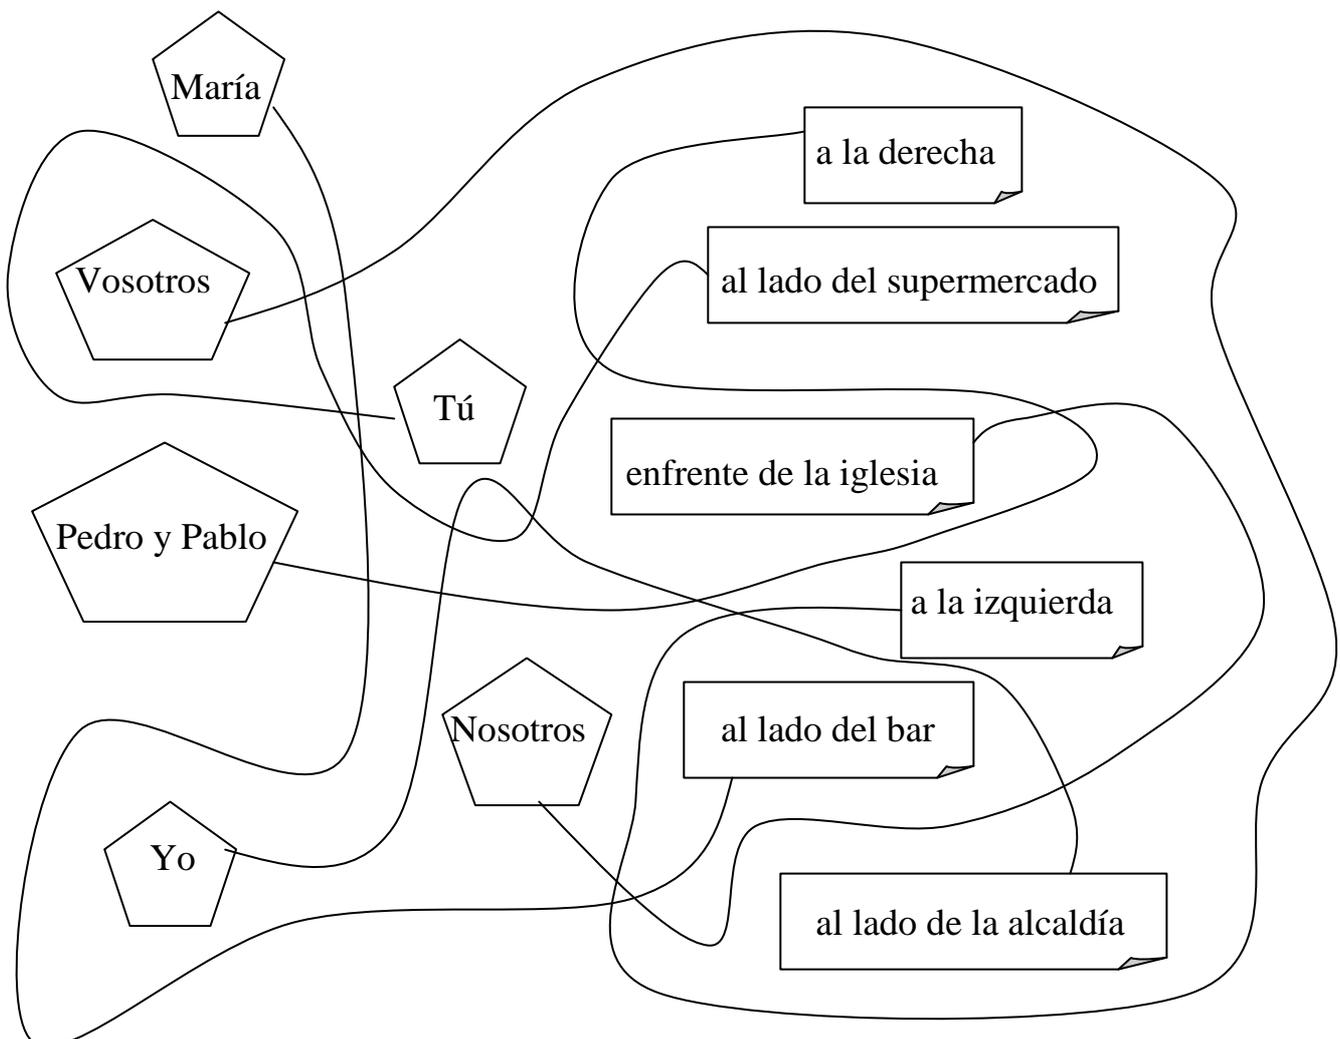 María
a la derecha
Vosotros
al lado del supermercado
Tú
enfrente de la iglesia
Pedro y Pablo
a la izquierda
Nosotros
al lado del bar
Yo
al lado de la alcaldía